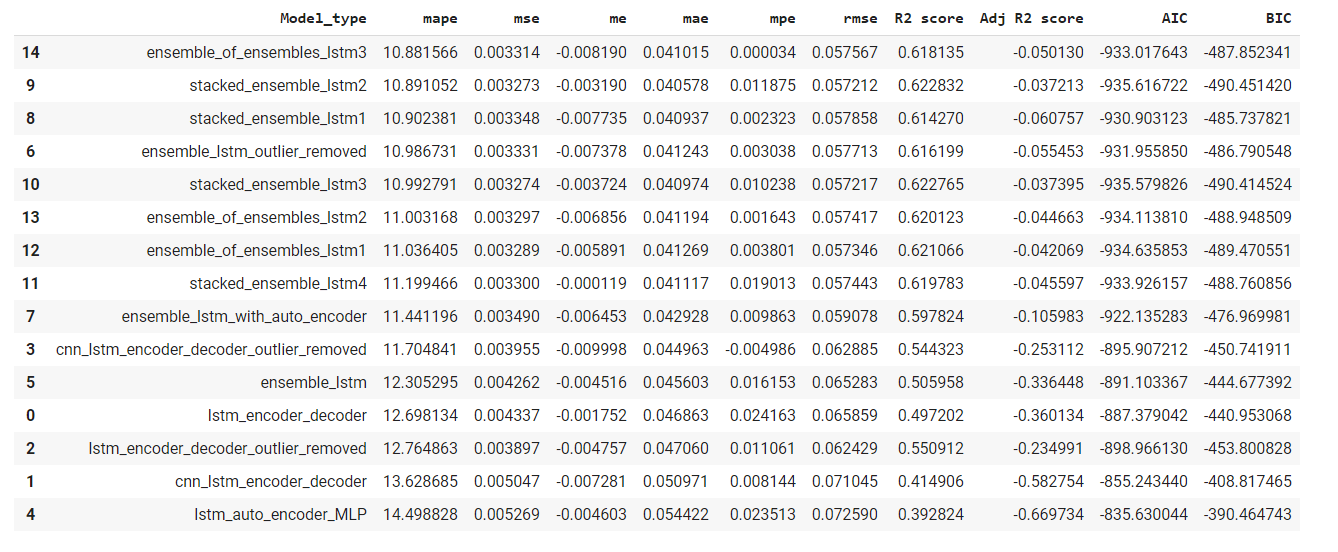 Model_type mape mse me mae mpe rmse R2 score Adj R2 score AIC BIC
14 ensemble_of_ensembles_lstm3 10.881566 0.003314 -0.008190 0.041015 0.000034 0.057567 0.618135 -0.050130 -933.017643 -487.852341
9 stacked_ensemble_lstm2 10.891052 0.003273 -0.003190 0.040578 0.011875 0.057212 0.622832 -0.037213 -935.616722 -490.451420
8 stacked_ensemble_lstm1 10.902381 0.003348 -0.007735 0.040937 0.002323 0.057858 0.614270 -0.060757 -930.903123 -485.737821
6 ensemble_lstm_outlier_removed 10.986731 0.003331 -0.007378 0.041243 0.003038 0.057713 0.616199 -0.055453 -931.955850 -486.790548
10 stacked_ensemble_lstm3 10.992791 0.003274 -0.003724 0.040974 0.010238 0.057217 0.622765 -0.037395 -935.579826 -490.414524
13 ensemble_of_ensembles_lstm2 11.003168 0.003297 -0.006856 0.041194 0.001643 0.057417 0.620123 -0.044663 -934.113810 -488.948509
12 ensemble_of_ensembles_lstm1 11.036405 0.003289 -0.005891 0.041269 0.003801 0.057346 0.621066 -0.042069 -934.635853 -489.470551
11 stacked_ensemble_lstm4 11.199466 0.003300 -0.000119 0.041117 0.019013 0.057443 0.619783 -0.045597 -933.926157 -488.760856
7 ensemble_lstm_with_auto_encoder 11.441196 0.003490 -0.006453 0.042928 0.009863 0.059078 0.597824 -0.105983 -922.135283 -476.969981
3 cnn_lstm_encoder_decoder_outlier_removed 11.704841 0.003955 -0.009998 0.044963 -0.004986 0.062885 0.544323 -0.253112 -895.907212 -450.741911
5 ensemble_lstm 12.305295 0.004262 -0.004516 0.045603 0.016153 0.065283 0.505958 -0.336448 -891.103367 -444.677392
0 lstm_encoder_decoder 12.698134 0.004337 -0.001752 0.046863 0.024163 0.065859 0.497202 -0.360134 -887.379042 -440.953068
2 lstm_encoder_decoder_outlier_removed 12.764863 0.003897 -0.004757 0.047060 0.011061 0.062429 0.550912 -0.234991 -898.966130 -453.800828
1 cnn_lstm_encoder_decoder 13.628685 0.005047 -0.007281 0.050971 0.008144 0.071045 0.414906 -0.582754 -855.243440 -408.817465
4 lstm_auto_encoder_MLP 14.498828 0.005269 -0.004603 0.054422 0.023513 0.072590 0.392824 -0.669734 -835.630044 -390.464743